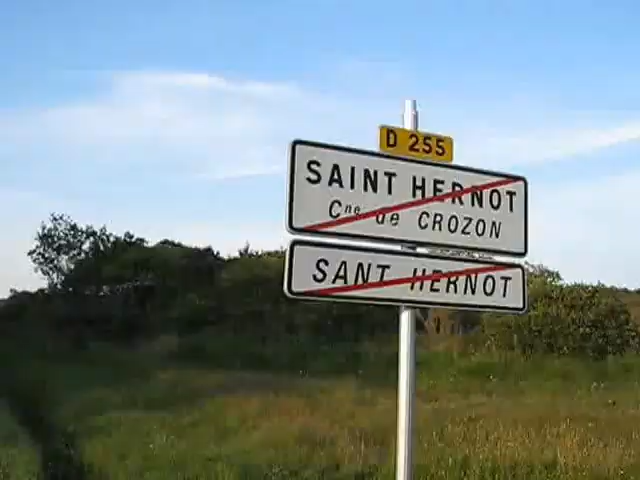 D 255
SAINT HERNOT
Cne de CROZON
SANT HERNOT